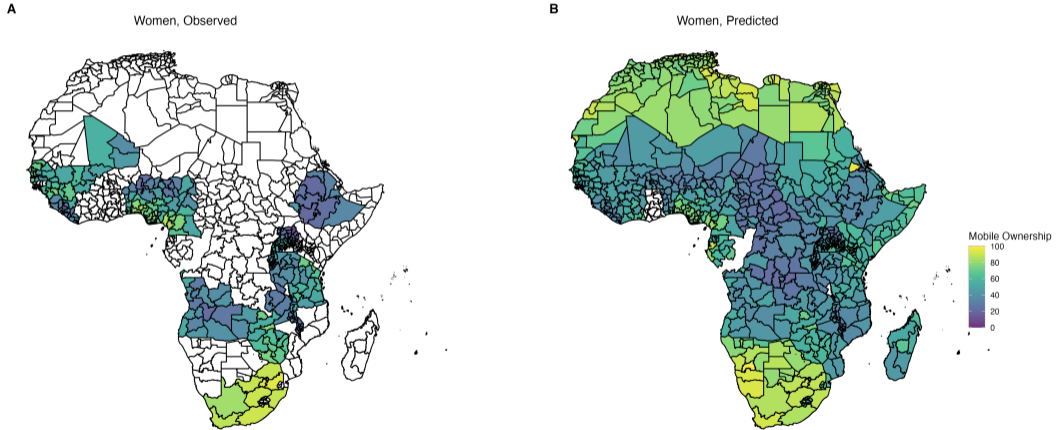 A
Women, Observed
B
Women, Predicted
Mobile Ownership
100
80
60
40
20
0